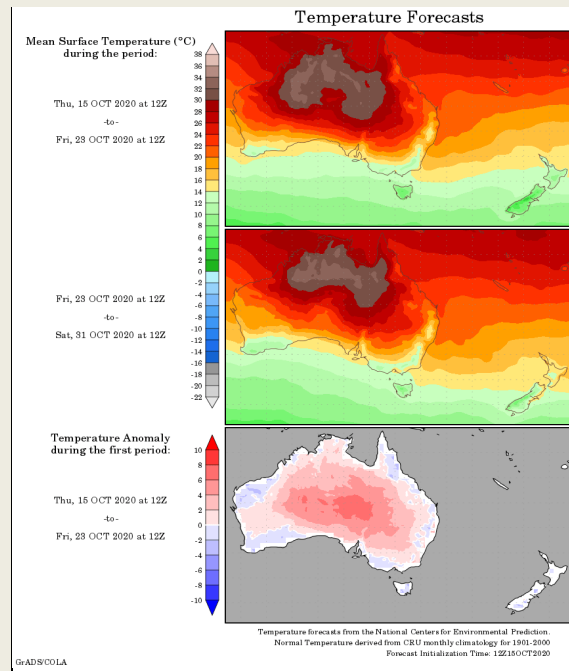 Temperature Forecasts
Mean Surface Temperature (°C)
during the period:
Thu, 15 OCT 2020 at 12Z
-to-
Fri, 23 OCT 2020 at 12Z
38
36
34
32
30
28
26
24
22
20
18
16
14
12
10
8
6
4
2
0
-2
-4
-6
-8
-10
-12
-14
-16
-18
-20
-22
Fri, 23 OCT 2020 at 12Z
-to-
Sat, 31 OCT 2020 at 12Z
Temperature Anomaly
during the first period:
Thu, 15 OCT 2020 at 12Z
-to-
Fri, 23 OCT 2020 at 12Z
10
8
6
4
2
0
-2
-4
-6
-8
-10
Temperature forecasts from the National Centers for Environmental Prediction.
Normal Temperature derived from CRU monthly climatology for 1901-2000
Forecast Initialization Time: 12Z15OCT2020
GrADS/COLA